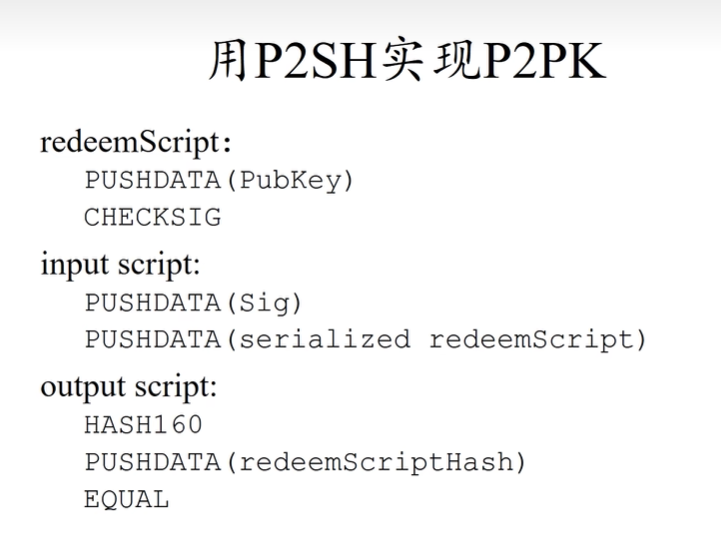 用P2SH实现P2PK
redeemScript:
PUSHDATA(PubKey)
CHECKSIG
input script:
PUSHDATA(Sig)
PUSHDATA(serialized redeemScript)
output script:
HASH160
PUSHDATA(redeemScriptHash)
EQUAL